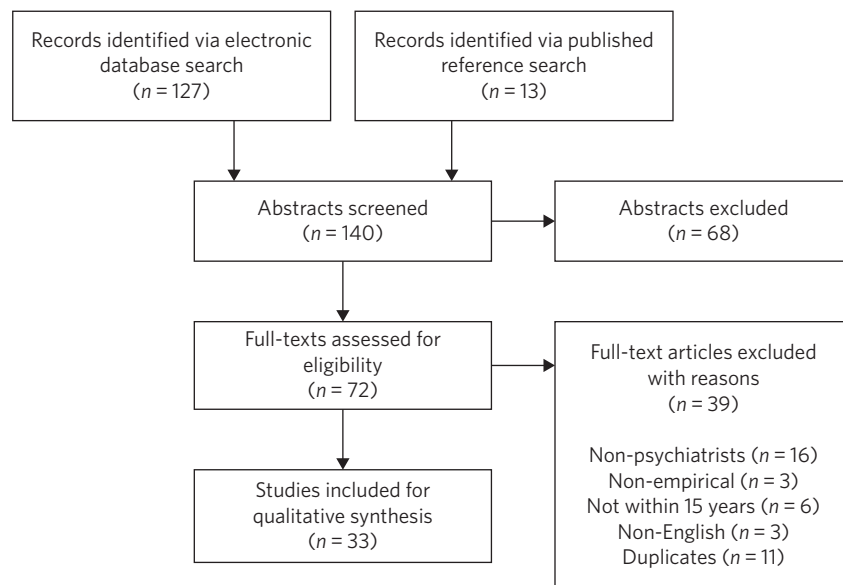 Records identified via electronic
database search
(n = 127)
Records identified via published
reference search
(n = 13)
Abstracts screened
(n = 140)
Abstracts excluded
(n = 68)
Full-texts assessed for
eligibility
(n = 72)
Full-text articles excluded
with reasons
(n = 39)
Non-psychiatrists (n = 16)
Non-empirical (n = 3)
Not within 15 years (n = 6)
Non-English (n = 3)
Duplicates (n = 11)
Studies included for
qualitative synthesis
(n = 33)